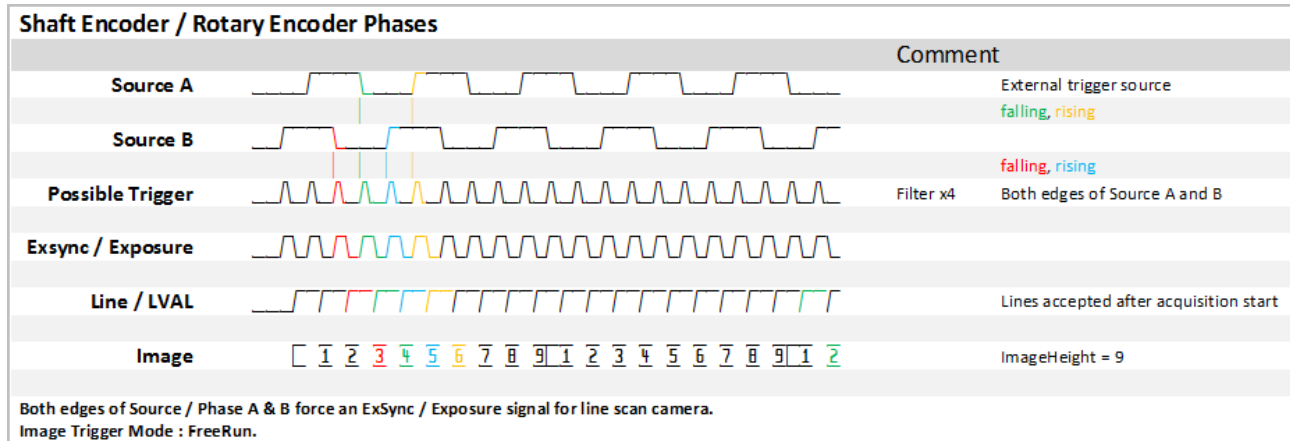 Shaft Encoder / Rotary Encoder Phases
Comment
Source A External trigger source
falling, rising
Source B
falling, rising
Possible Trigger Filter x4 Both edges of Source A and B
Exsync / Exposure
Line / LVAL Lines accepted after acquisition start
Image 1 2 3 4 5 6 7 8 9 1 2 3 4 5 6 7 8 9 1 2 ImageHeight = 9
Both edges of Source / Phase A & B force an ExSync / Exposure signal for line scan camera.
Image Trigger Mode : FreeRun.